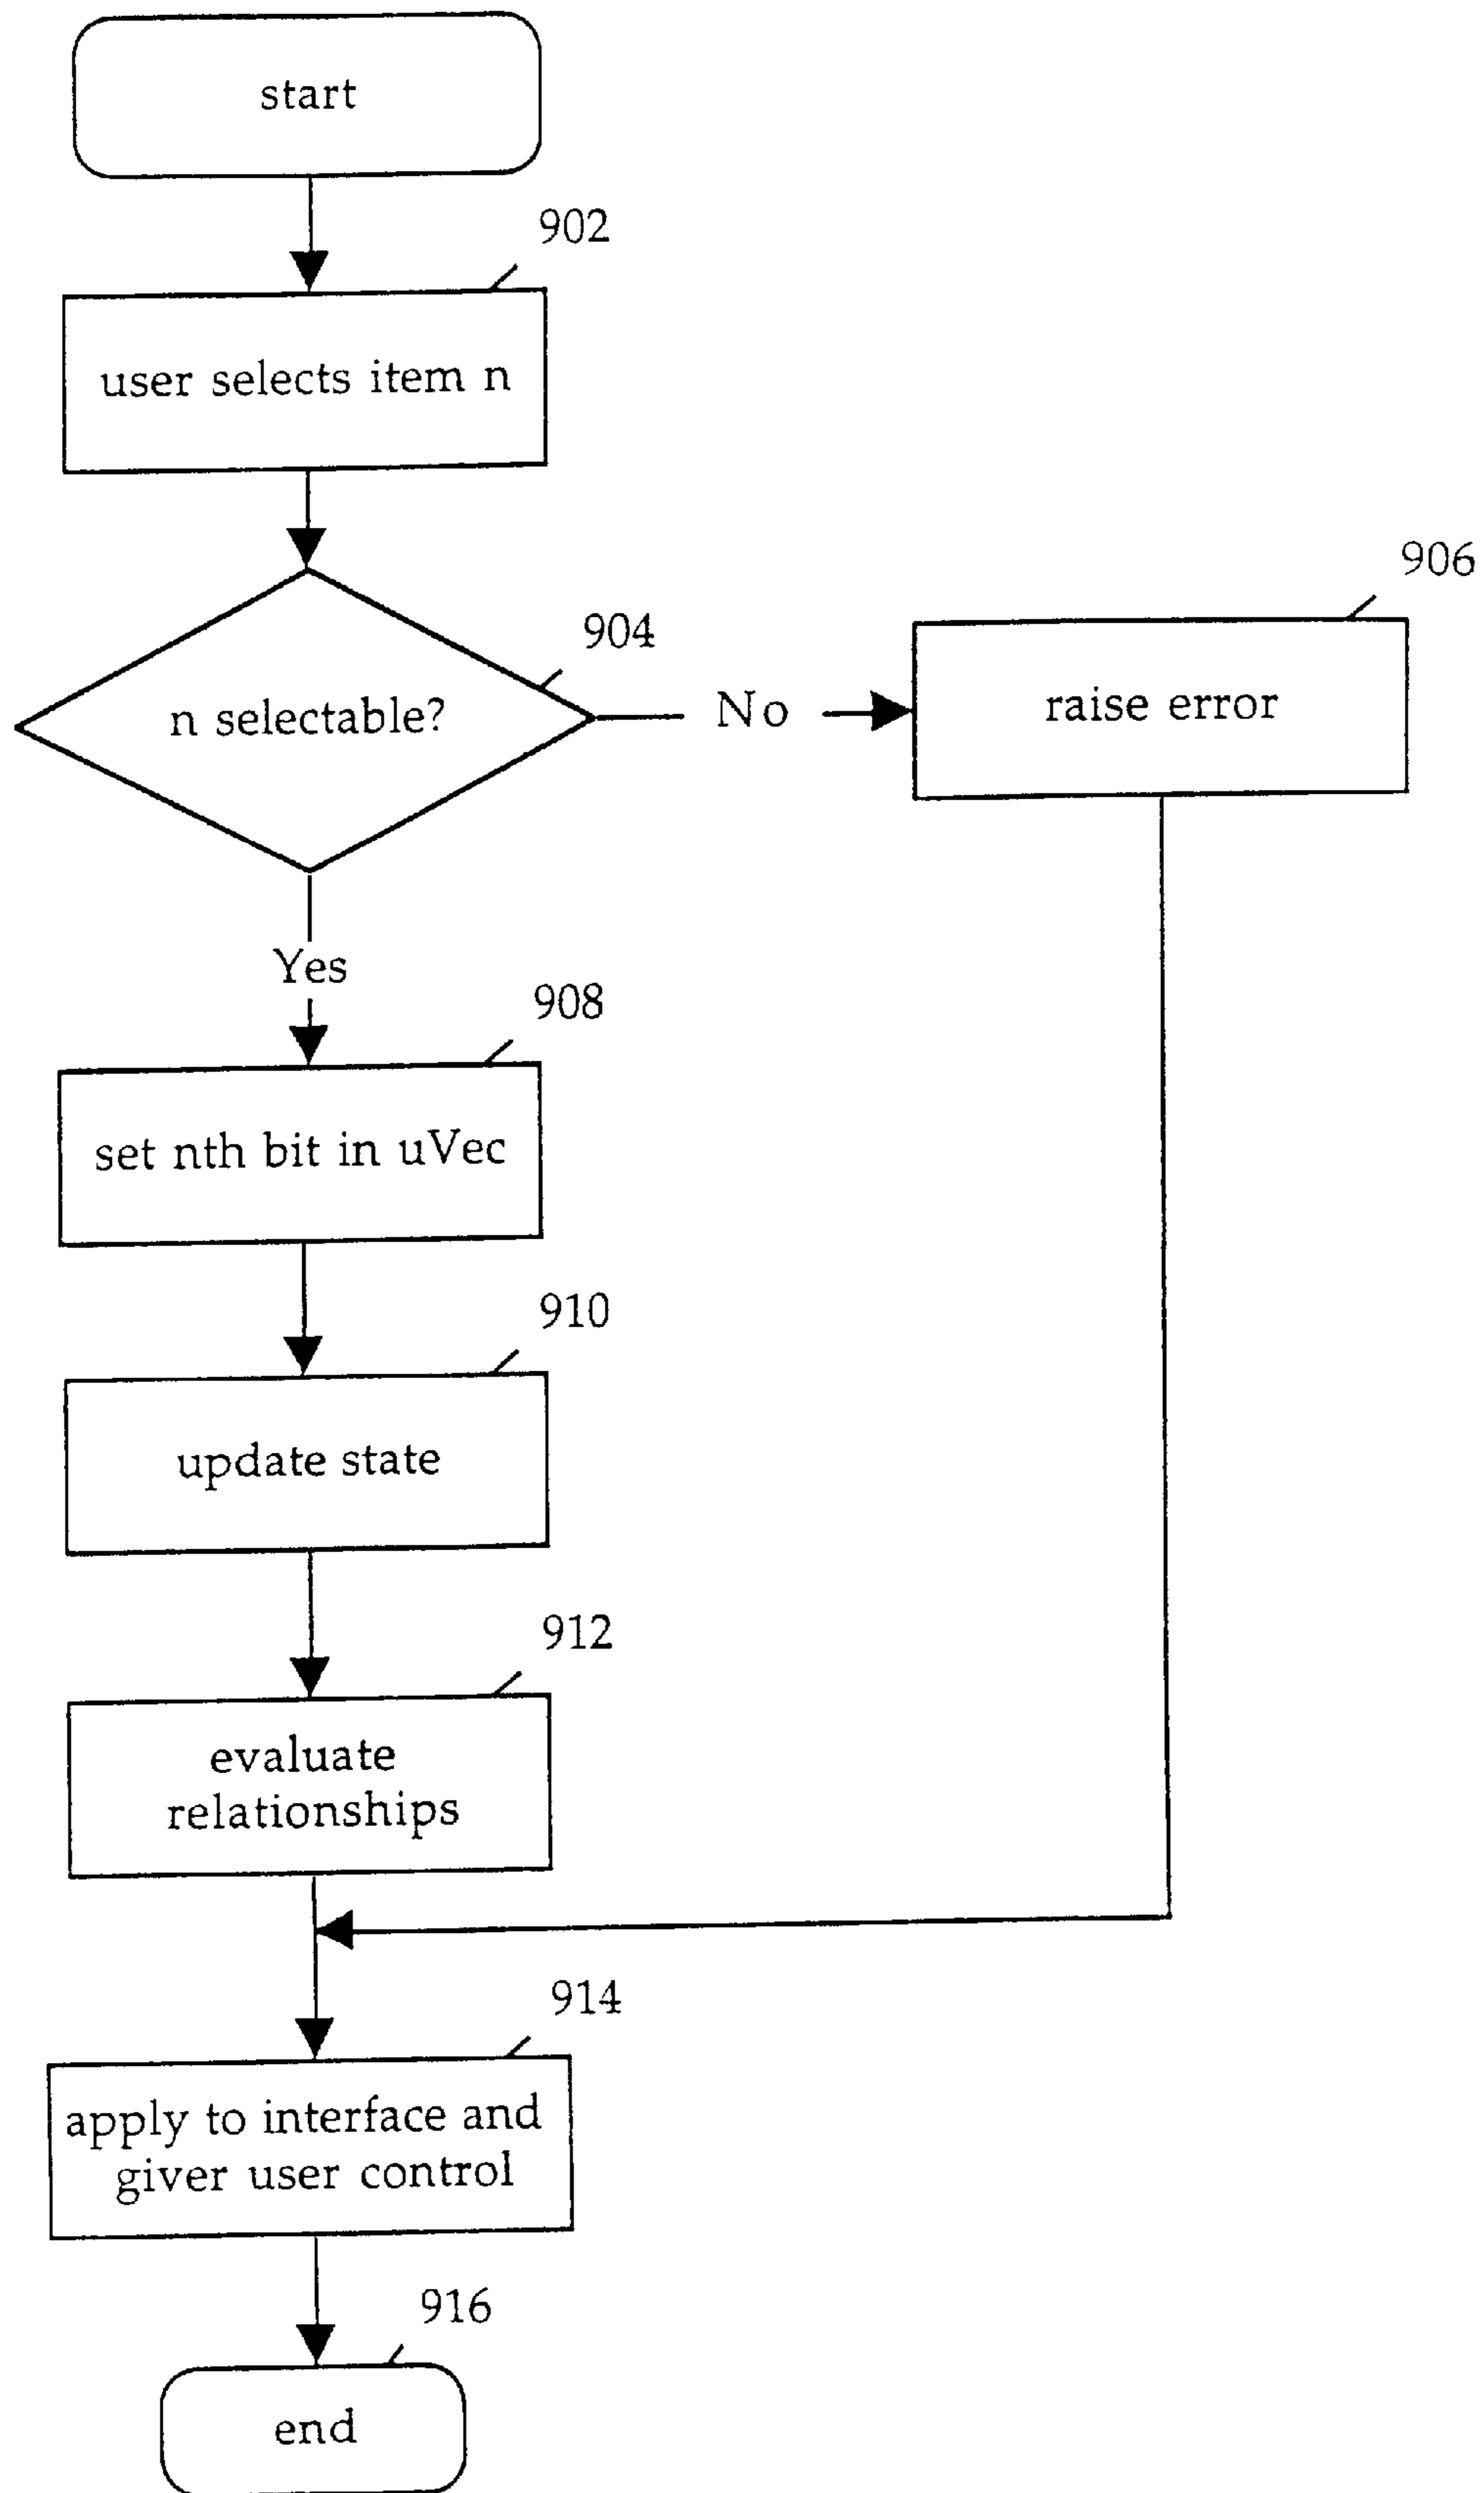 start
902
user selects item n
904
n selectable?
No
906
raise error
Yes
908
set nth bit in uVec
910
update state
912
evaluate
relationships
914
apply to interface and
giver user control
916
end